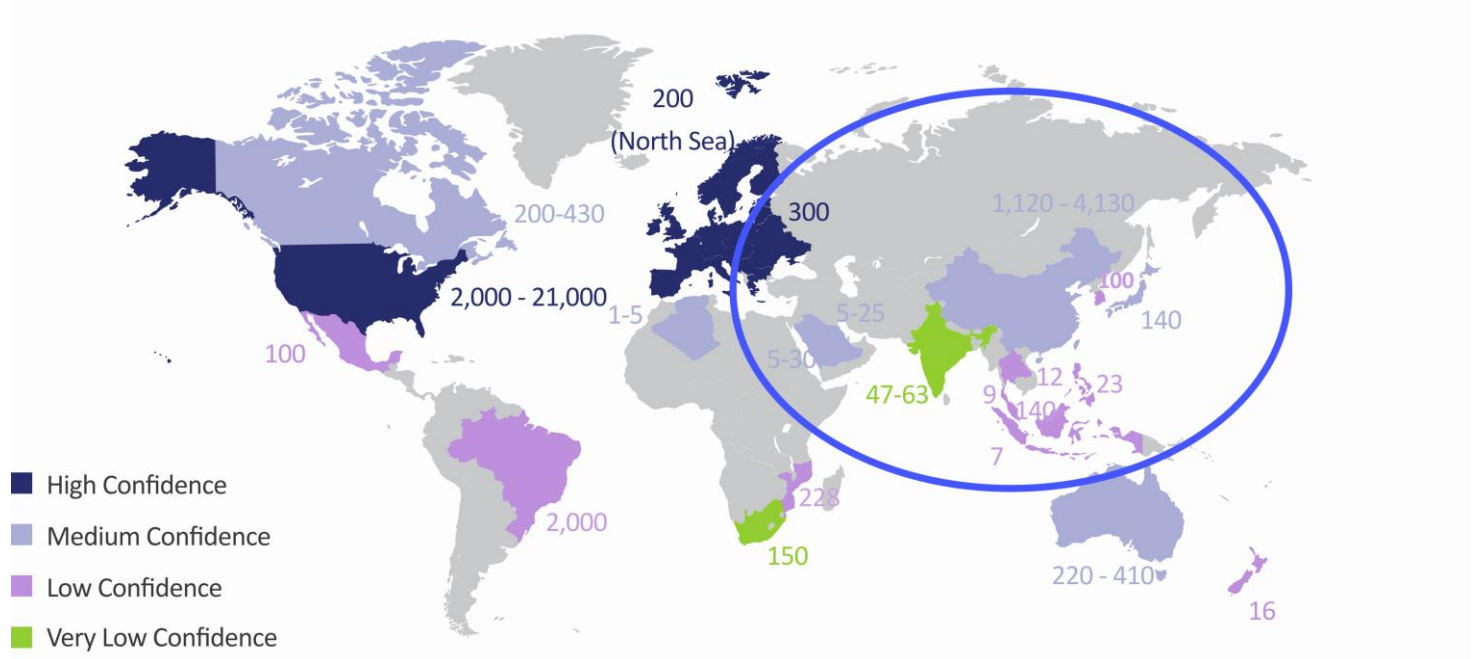 200
(North Sea)
200-430
300
1,120 - 4,130
2,000 - 21,000
100
1-5
5-25
140
100
5-30
47-63
12
9
23
140
7
High Confidence
228
2,000
Medium Confidence
150
220 - 410
Low Confidence
16
Very Low Confidence